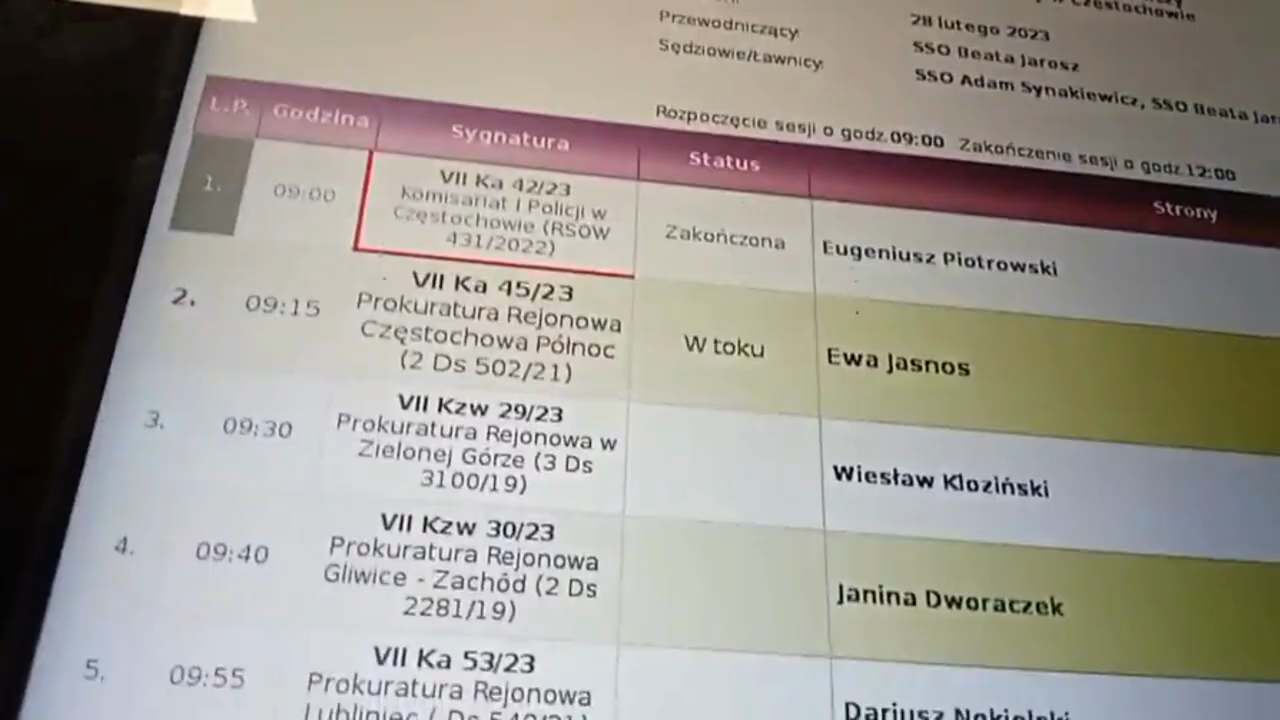 Częstochowie
28 lutego 2023
Przewodniczący: SSO Beata Jarosz
Sędziowie/Ławnicy: SSO Adam Synakiewicz, SSO Beata
Rozpoczęcie sesji o godz.09:00 Zakończenie sesji o godz.12:00
L.P. Godzina Sygnatura Status Strony
1. 09:00 VII Ka 42/23 Zakończona Eugeniusz Piotrowski
Komisariat I Policji w
Częstochowie (RSOW
431/2022)
2. 09:15 VII Ka 45/23 W toku Ewa Jasnos
Prokuratura Rejonowa
Częstochowa Północ
(2 Ds 502/21)
3. 09:30 VII Kzw 29/23 Wiesław Kloziński
Prokuratura Rejonowa w
Zielonej Górze (3 Ds
3100/19)
4. 09:40 VII Kzw 30/23 Janina Dworaczek
Prokuratura Rejonowa
Gliwice - Zachód (2 Ds
2281/19)
5. 09:55 VII Ka 53/23 Dariusz
Prokuratura Rejonowa
Lubliniec